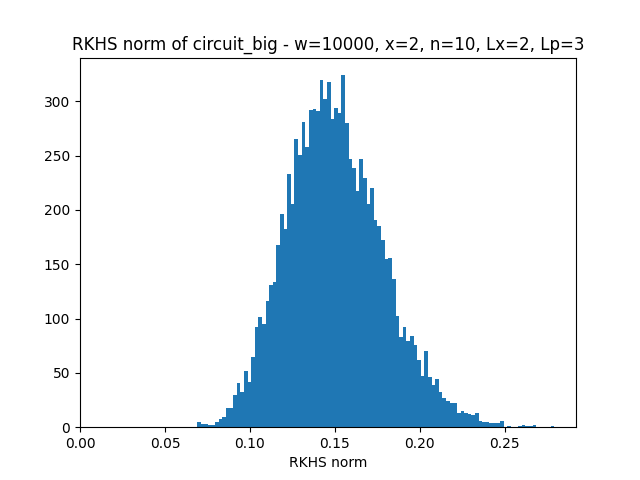 RKHS norm of circuit_big - w=10000, x=2, n=10, Lx=2, Lp=3
300
250
200
150
100
50
0
0.00 0.05 0.10 0.15 0.20 0.25
RKHS norm